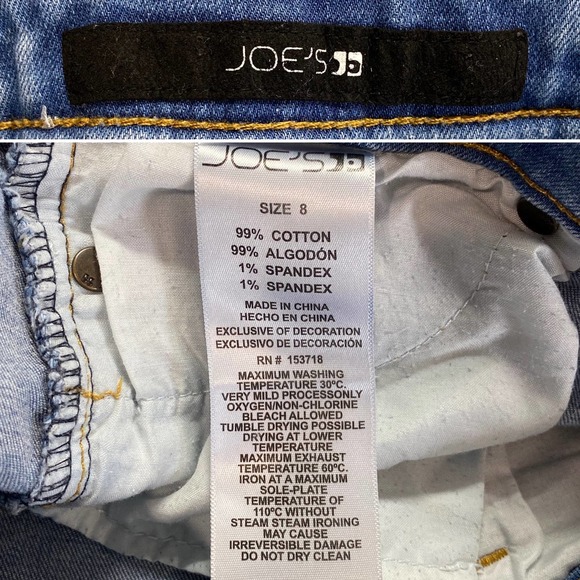 JOE'S
JOE'S
SIZE 8
99% COTTON
99% ALGODÓN
1% SPANDEX
1% SPANDEX
MADE IN CHINA
HECHO EN CHINA
EXCLUSIVE OF DECORATION
EXCLUSIVO DE DECORACIÓN
RN # 153718
MAXIMUM WASHING
TEMPERATURE 30ºC.
VERY MILD PROCESSONLY
OXYGEN/NON-CHLORINE
BLEACH ALLOWED
TUMBLE DRYING POSSIBLE
DRYING AT LOWER
TEMPERATURE
MAXIMUM EXHAUST
TEMPERATURE 60ºC.
IRON AT A MAXIMUM
SOLE-PLATE
TEMPERATURE OF
110ºC WITHOUT
STEAM STEAM IRONING
MAY CAUSE
IRREVERSIBLE DAMAGE
DO NOT DRY CLEAN